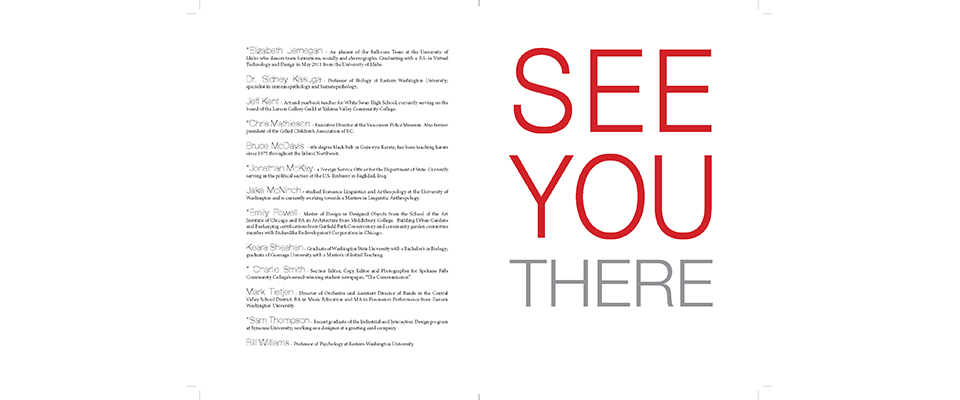 *Elizabeth Jernegan - An alumni of the Ballroom Team at the University of
Idaho who dances team formations, socially and choreographs. Graduating with a B.S. in Virtual
Technology and Design in May 2011 from the University of Idaho.
Dr. Sidney Kasuga - Professor of Biology at Eastern Washington University;
specialist in immunopathology and hematopathology.
Jeff Kent - Art and yearbook teacher for White Swan High School; currently serving on the
board of the Larson Gallery Guild at Yakima Valley Community College.
*Chris Mathieson - Executive Director at the Vancouver Police Museum. Also former
president of the Gifted Children's Association of BC.
Bruce McDavis - 6th degree black belt in Goju-ryu Karate; has been teaching karate
since 1975 throughout the Inland Northwest.
*Jonathan McKay - a Foreign Service Officer for the Department of State. Currently
serving in the political section at the U.S. Embassy in Baghdad, Iraq.
Jake McNinch - studied Romance Linguistics and Anthropology at the University of
Washington and is currently working towards a Masters in Linguistic Anthropology.
*Emily Powell - Master of Design in Designed Objects from the School of the Art
Institute of Chicago and BA in Architecture from Middlebury College. Building Urban Gardens
and Beekeeping certifications from Garfield Park Conservatory and community garden committee
member with Bickerdike Redevelopment Corporation in Chicago.
Keara Sheahan - Graduate of Washington State University with a Bachelor's in Biology;
graduate of Gonzaga University with a Master's of Initial Teaching.
* Charlie Smith - Section Editor, Copy Editor and Photographer for Spokane Falls
Community College's award-winning student newspaper, "The Communicator."
Mark Tietjen - Director of Orchestra and Assistant Director of Bands in the Central
Valley School District. BA in Music Education and MA in Percussion Performance from Eastern
Washington University.
*Sam Thompson - Recent graduate of the Industrial and Interaction Design program
at Syracuse University; working as a designer at a greeting card company.
Bill Williams - Professor of Psychology at Eastern Washington University.
SEE
YOU
THERE